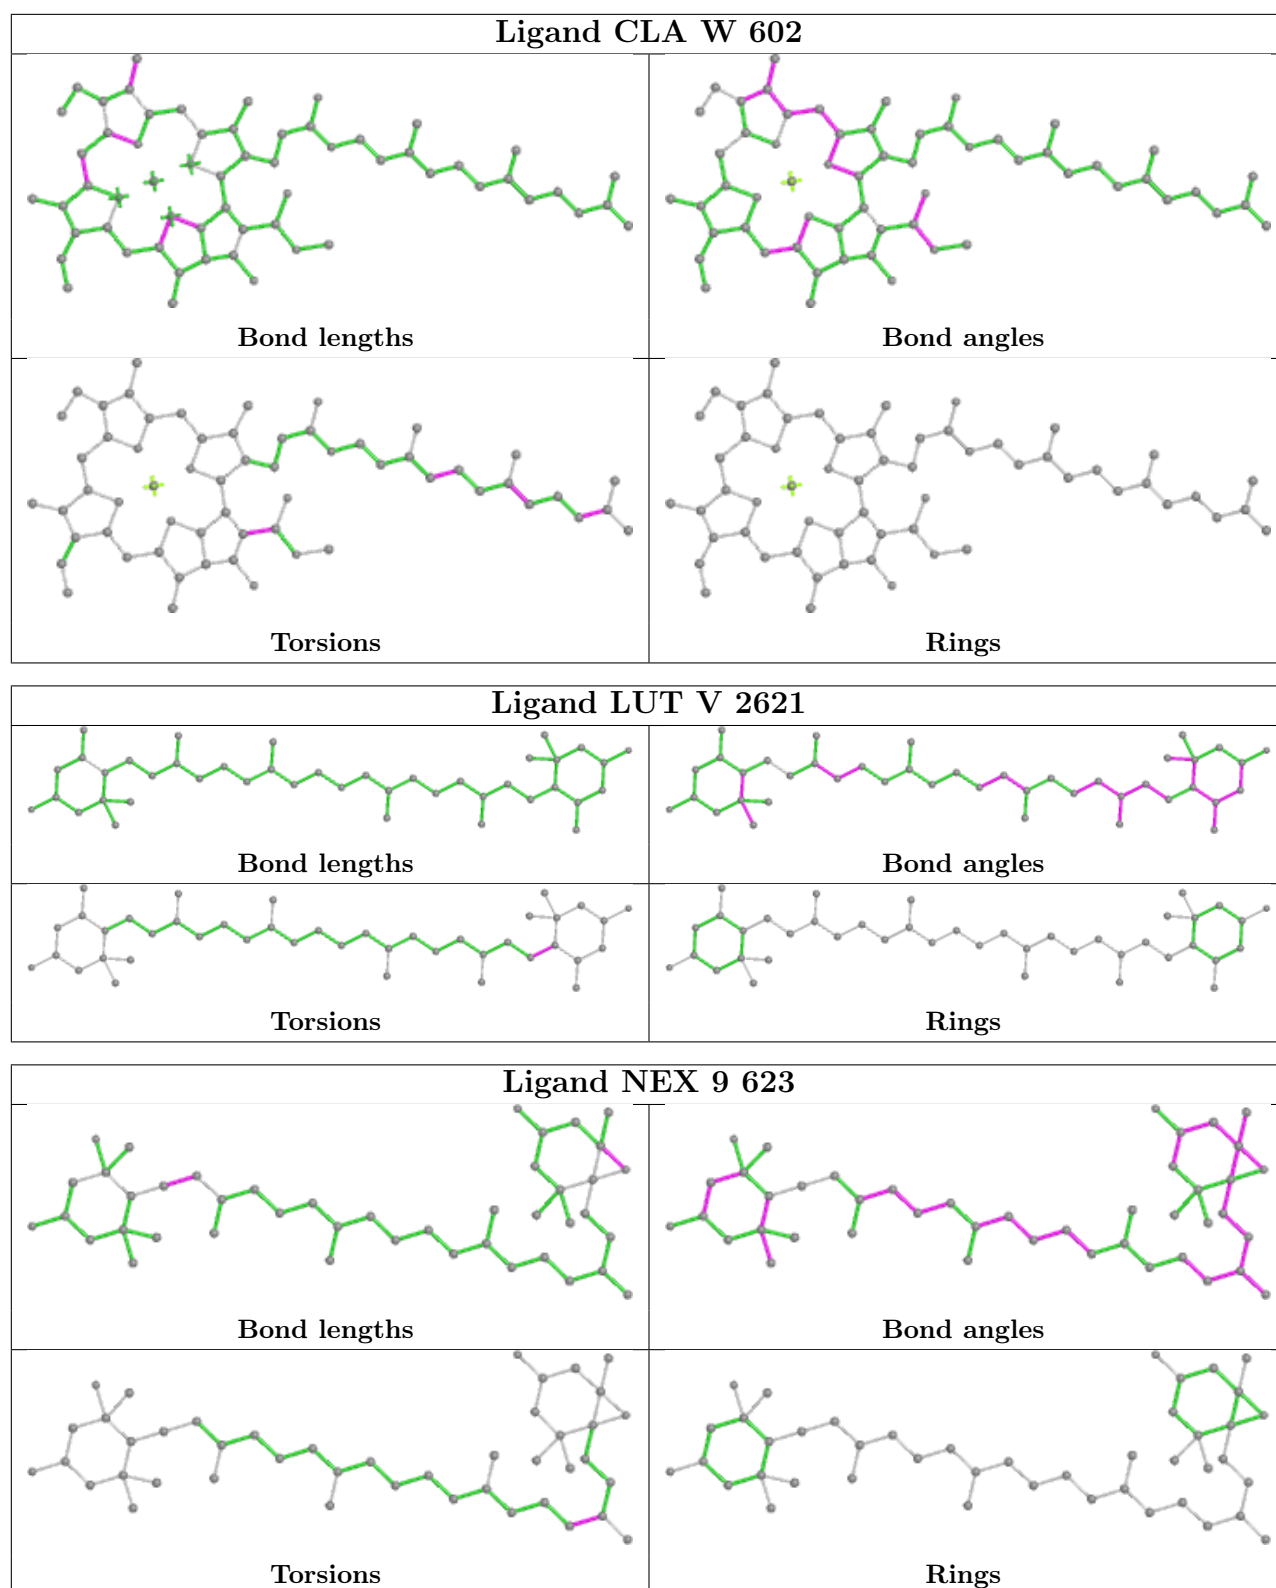 Ligand CLA W 602
Bond lengths
Bond angles
Torsions
Rings
Ligand LUT V 2621
Bond lengths
Bond angles
Torsions
Rings
Ligand NEX 9 623
Bond lengths
Bond angles
Torsions
Rings